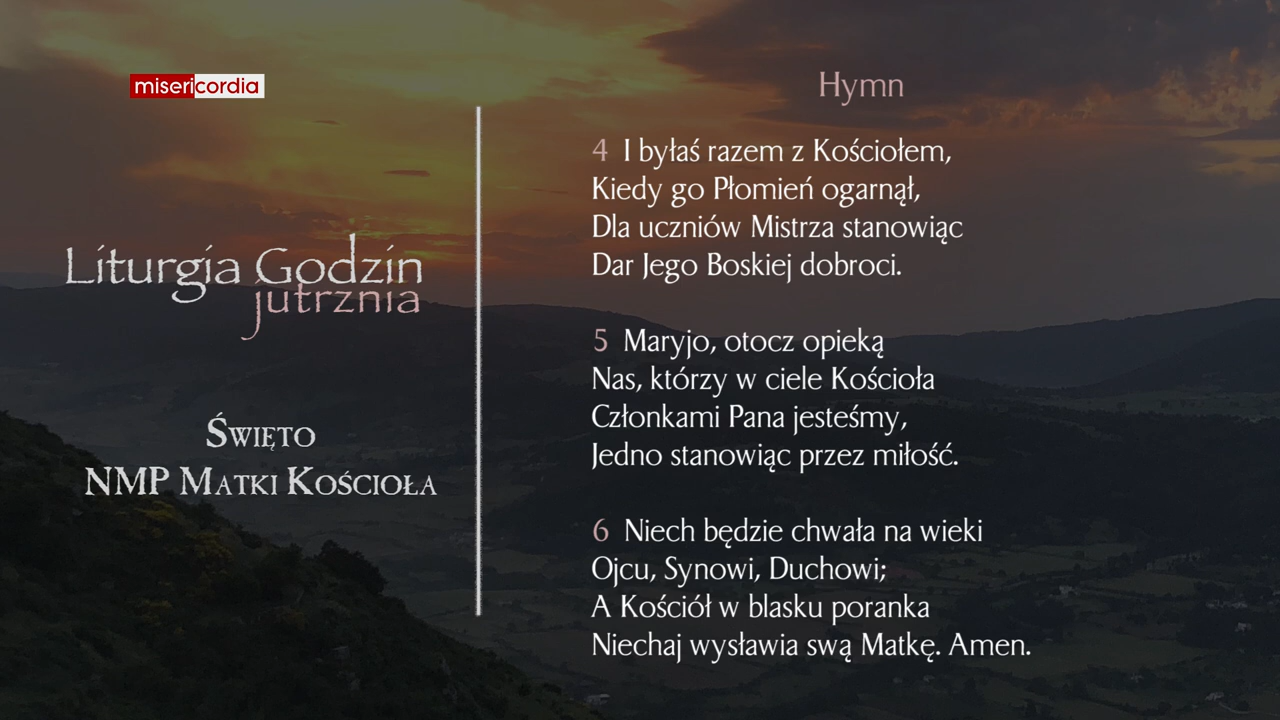 misericordia
Liturgia Godzin
jutrznia
Święto
NMP Matki Kościoła
Hymn
4 I byłaś razem z Kościołem,
Kiedy go Płomień ogarnął,
Dla uczniów Mistrza stanowiąc
Dar Jego Boskiej dobroci.
5 Maryjo, otocz opieką
Nas, którzy w ciele Kościoła
Członkami Pana jesteśmy,
Jedno stanowiąc przez miłość.
6 Niech będzie chwała na wieki
Ojcu, Synowi, Duchowi;
A Kościół w blasku poranka
Niechaj wysławia swą Matkę. Amen.